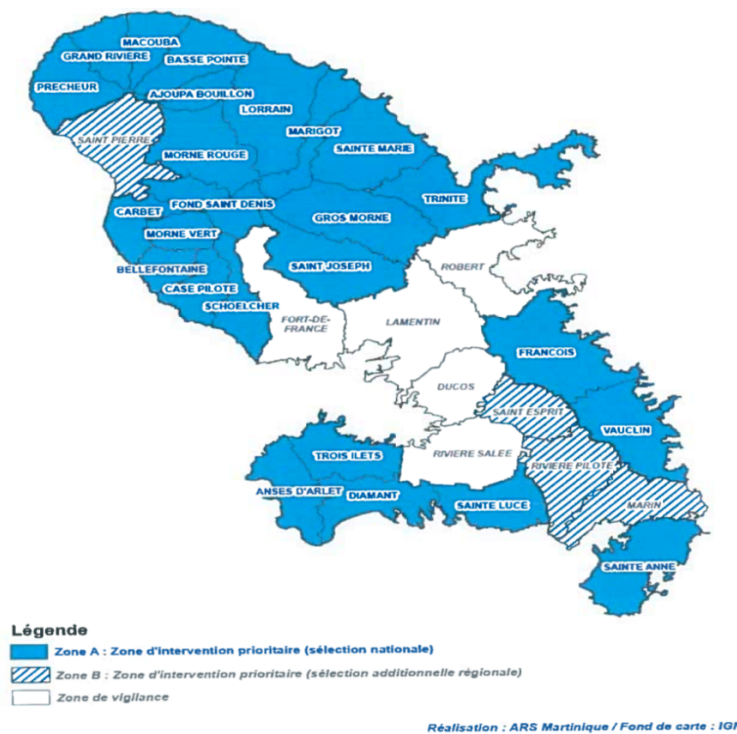 MACOUBA
GRAND RIVIERE
BASSE POINTE
PRECHEUR
AJOUPA BOUILLON
LORRAIN
SAINT PIERRE
MARIGOT
SAINTE MARIE
MORNE ROUGE
TRINITE
CARBET
FOND SAINT DENIS
GROS MORNE
MORNE VERT
BELLEFONTAINE
SAINT JOSEPH
ROBERT
CASE PILOTE
SCHOELCHER
FORT-DE-
FRANCE
LAMENTIN
FRANCOIS
DUCOS
SAINT ESPRIT
VAUCLIN
TROIS ILETS
RIVIERE SALEE
RIVIERE PILOTE
ANSES D'ARLET
DIAMANT
SAINTE LUCE
MARIN
SAINTE ANNE
Légende
Zone A : Zone d'intervention prioritaire (sélection nationale)
Zone B : Zone d'intervention prioritaire (sélection additionnelle régionale)
Zone de vigilance
Réalisation : ARS Martinique / Fond de carte : IGN